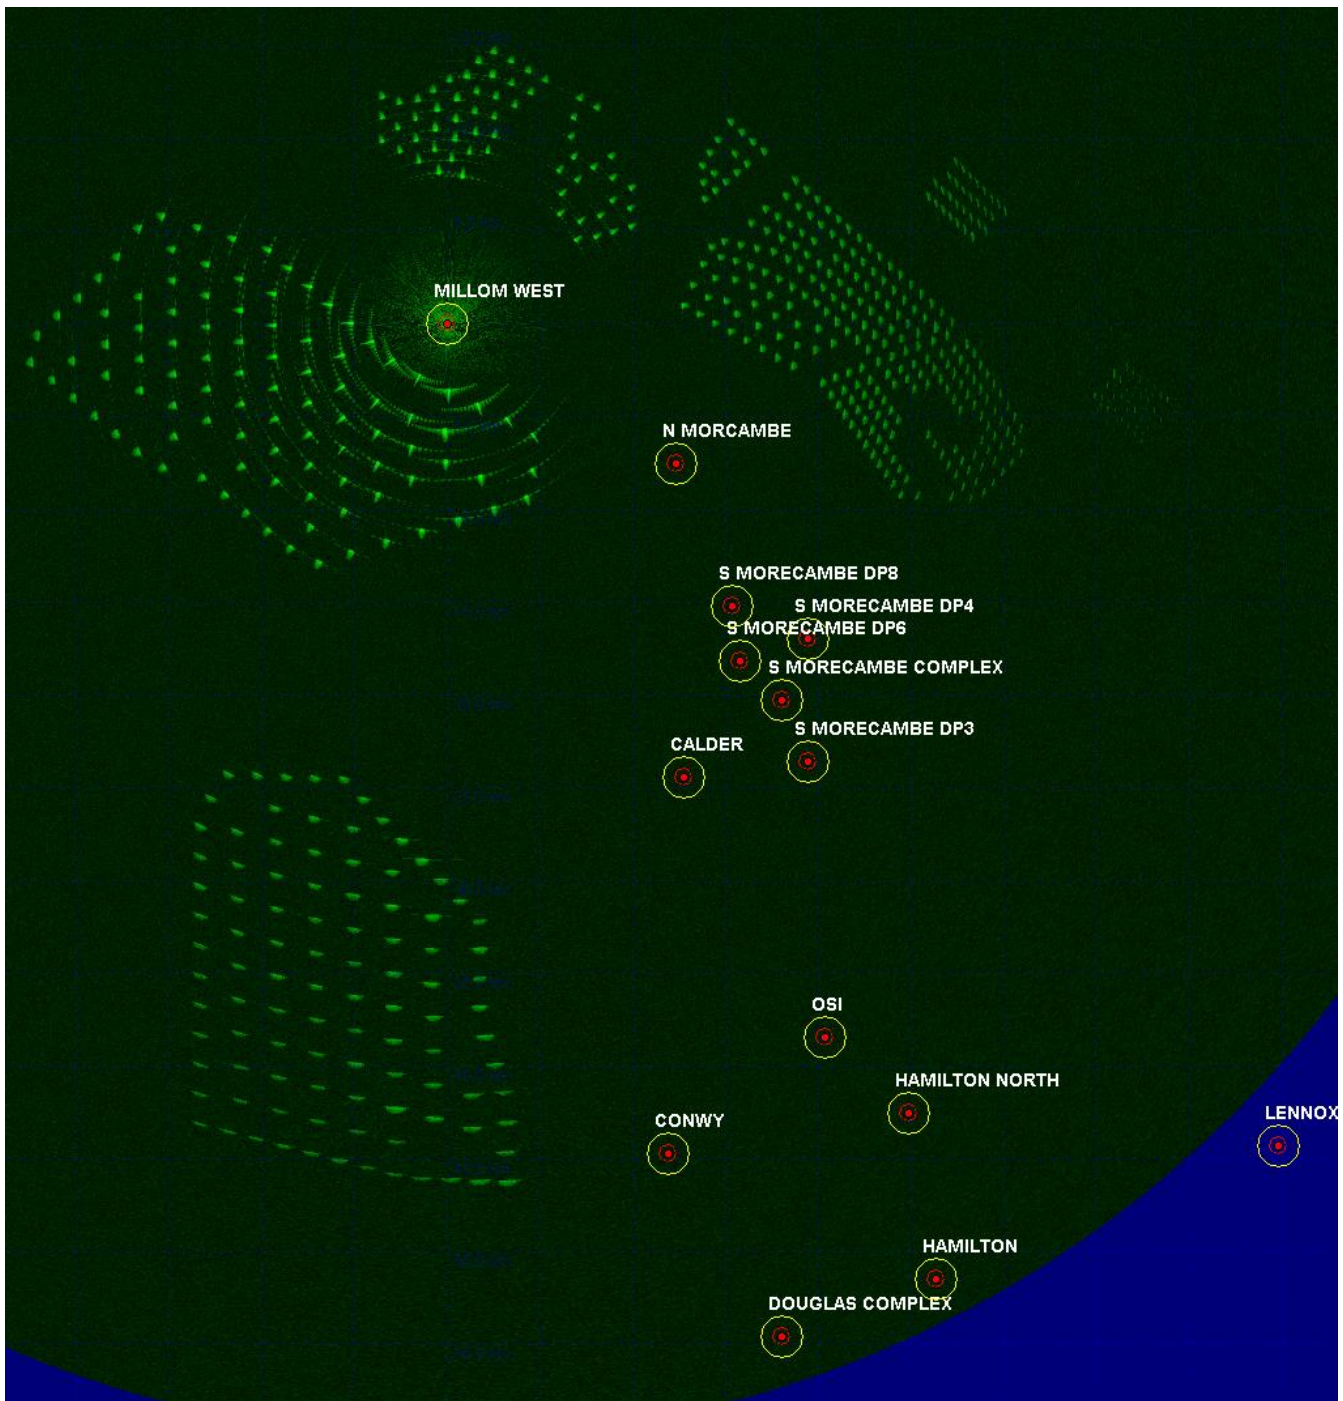 MILLOM WEST
N MORCAMBE
S MORECAMBE DP8
S MORECAMBE DP4
S MORECAMBE DP6
S MORECAMBE COMPLEX
S MORECAMBE DP3
CALDER
OSI
HAMILTON NORTH
CONWY
LENNOX
HAMILTON
DOUGLAS COMPLEX